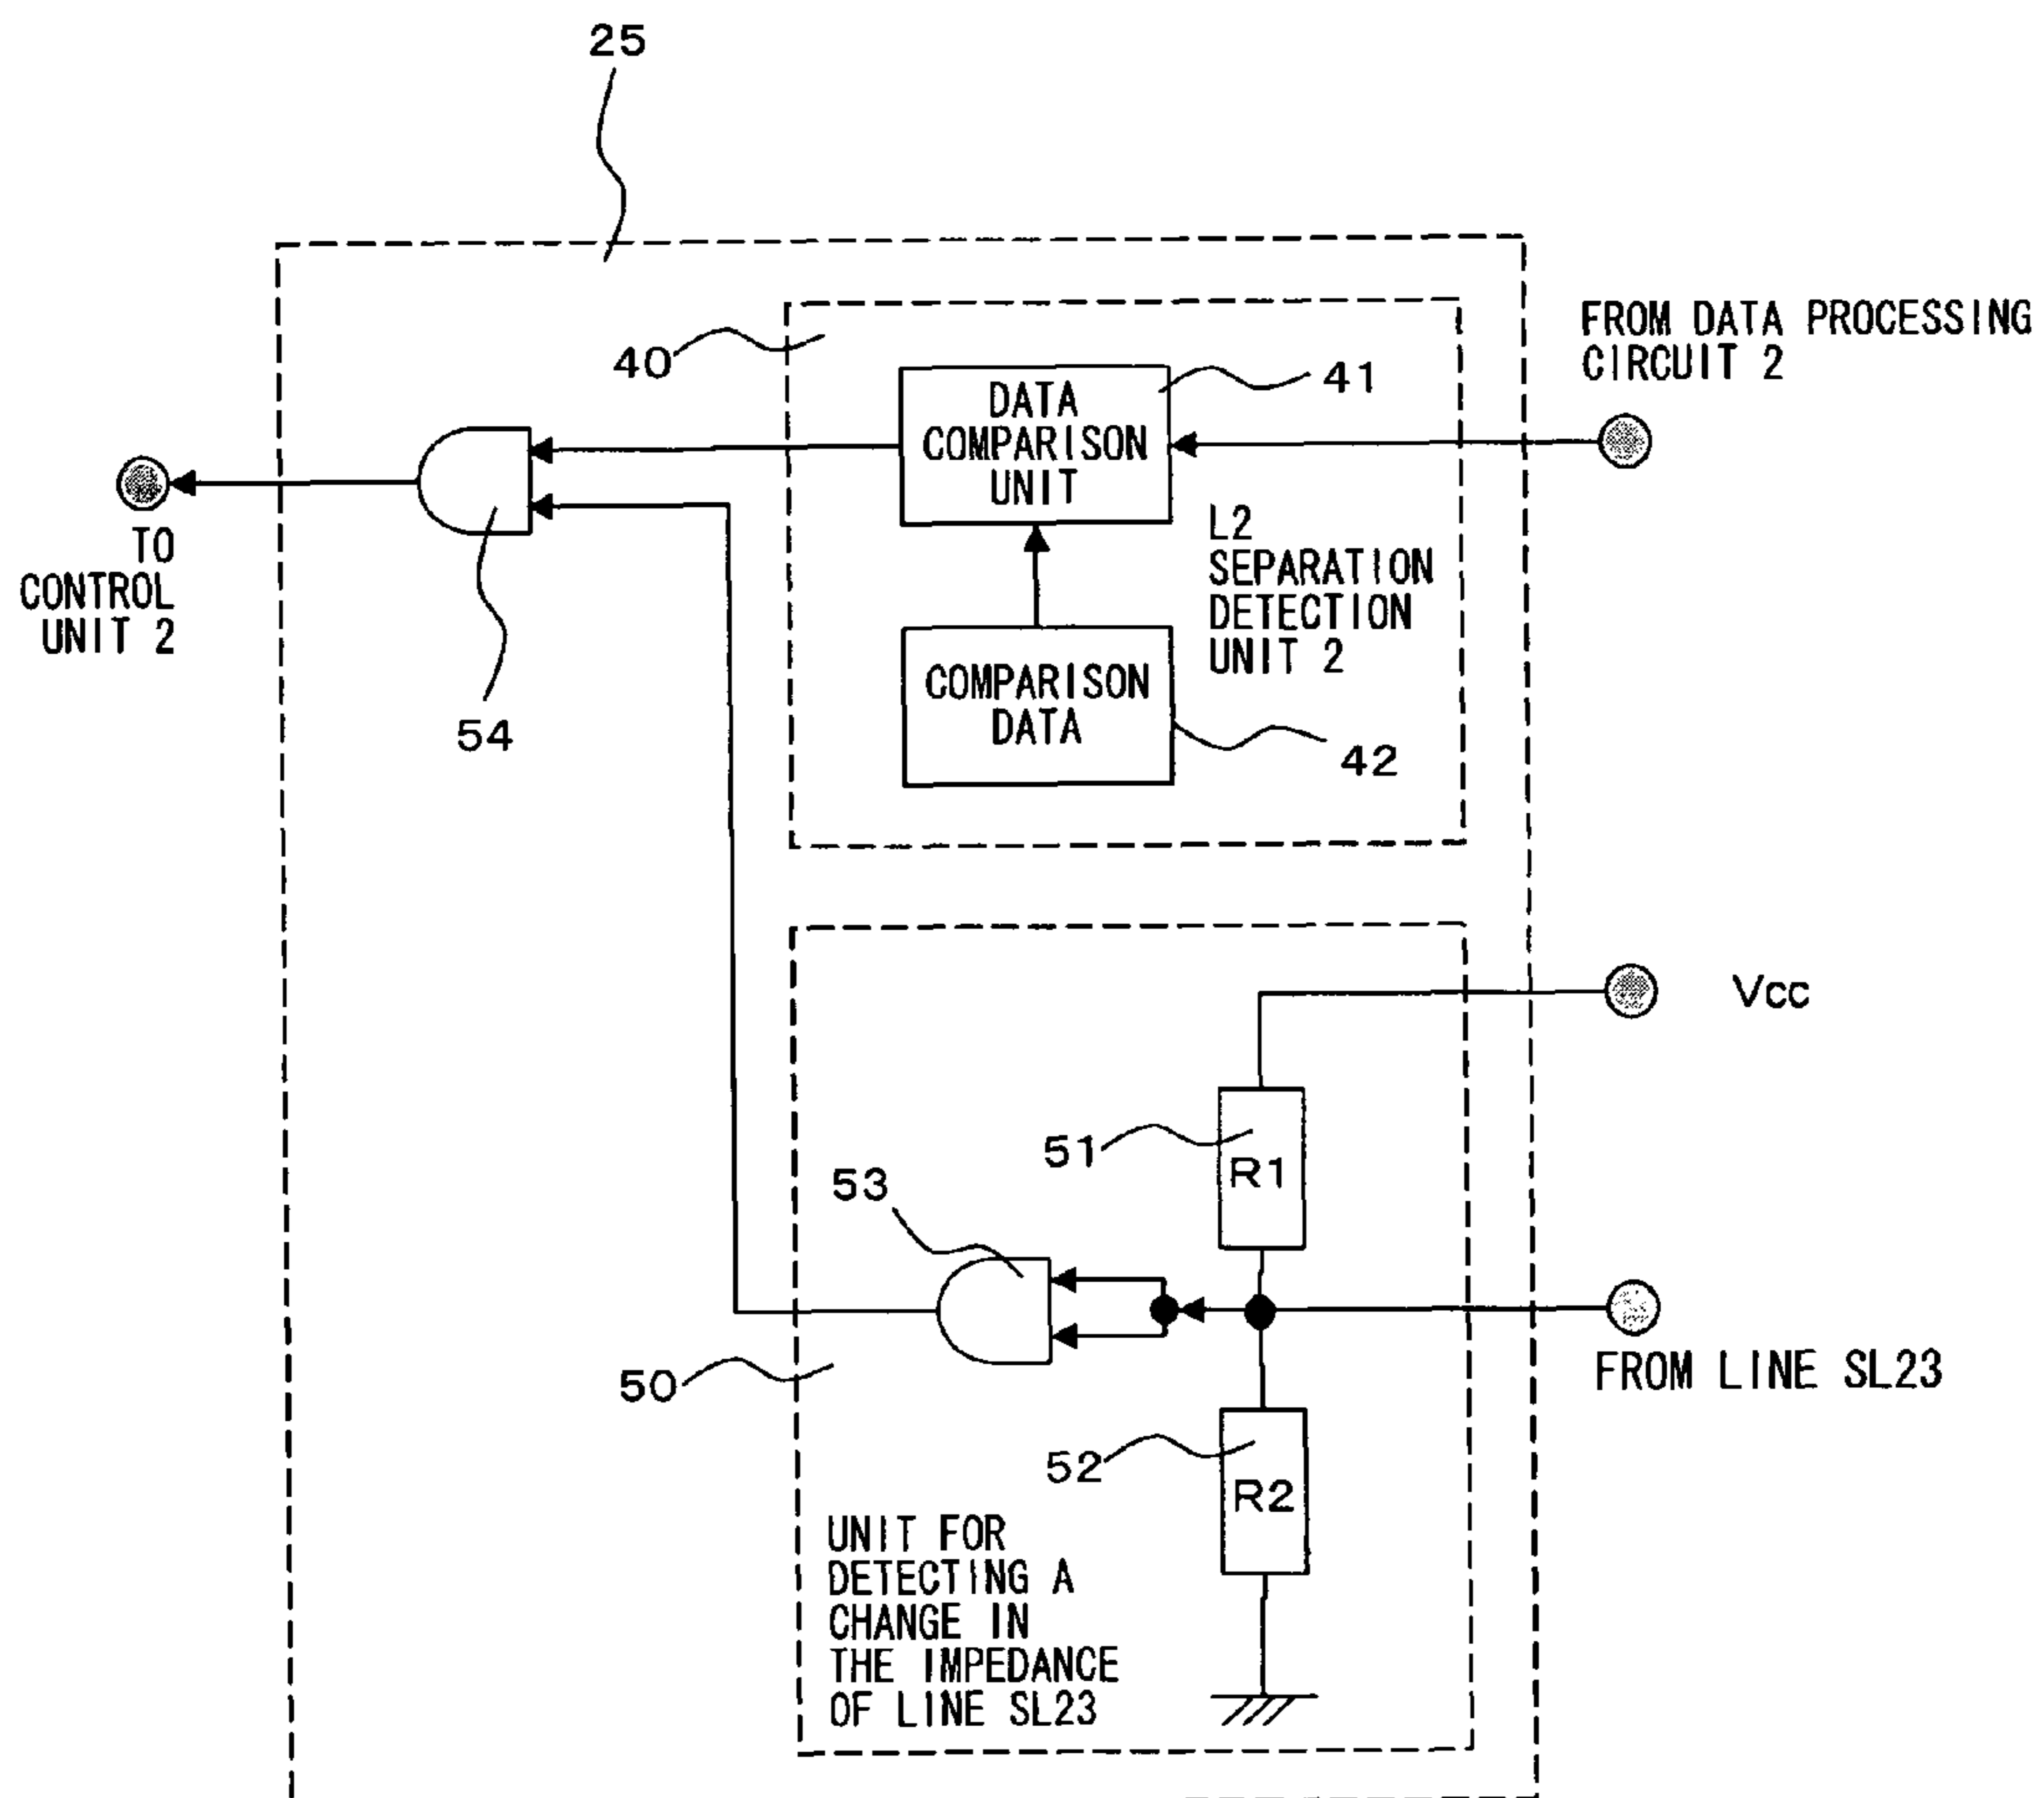 25
FROM DATA PROCESSING
CIRCUIT 2
40
41
DATA
COMPARISON
UNIT
TO
CONTROL
UNIT 2
L2
SEPARATION
DETECTION
UNIT 2
COMPARISON
DATA
54
42
Vcc
51
R1
53
50
FROM LINE SL23
52
R2
UNIT FOR
DETECTING A
CHANGE IN
THE IMPEDANCE
OF LINE SL23